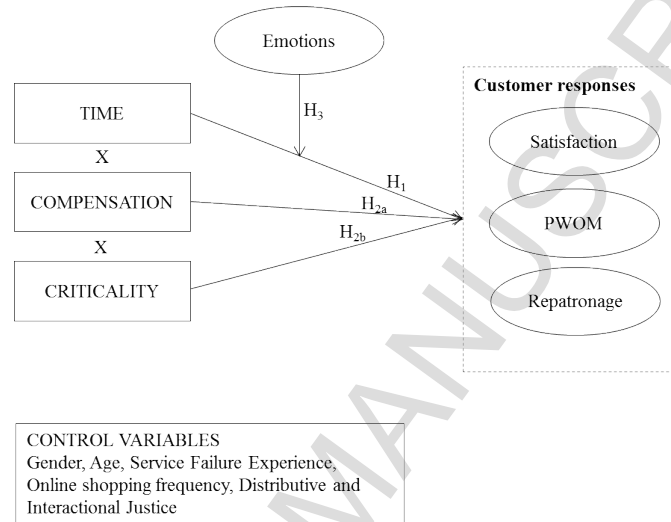 Emotions
Customer responses
TIME
H3
Satisfaction
X
H1
COMPENSATION
H2a
PWOM
H2b
X
CRITICALITY
Repatronage
CONTROL VARIABLES
Gender, Age, Service Failure Experience,
Online shopping frequency, Distributive and
Interactional Justice